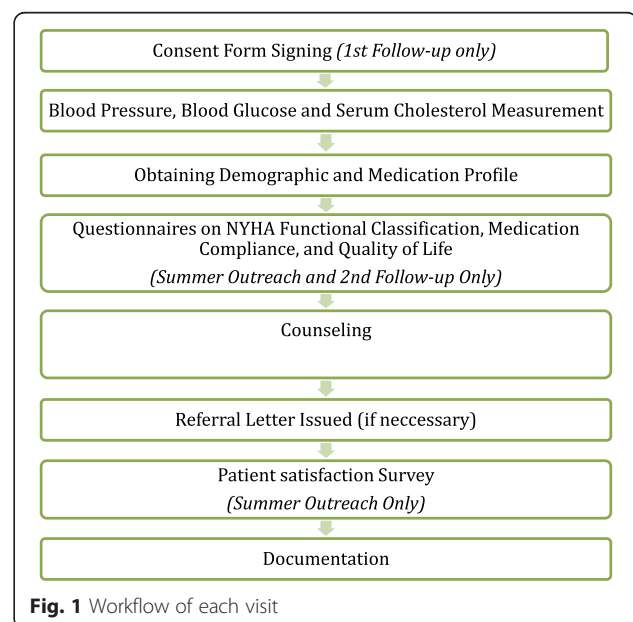 Consent Form Signing (1st Follow-up only)
Blood Pressure, Blood Glucose and Serum Cholesterol Measurement
Obtaining Demographic and Medication Profile
Questionnaires on NYHA Functional Classification, Medication
Compliance, and Quality of Life
(Summer Outreach and 2nd Follow-up Only)
Counseling
Referral Letter Issued (if neccessary)
Patient satisfaction Survey
(Summer Outreach Only)
Documentation
Fig. 1 Workflow of each visit